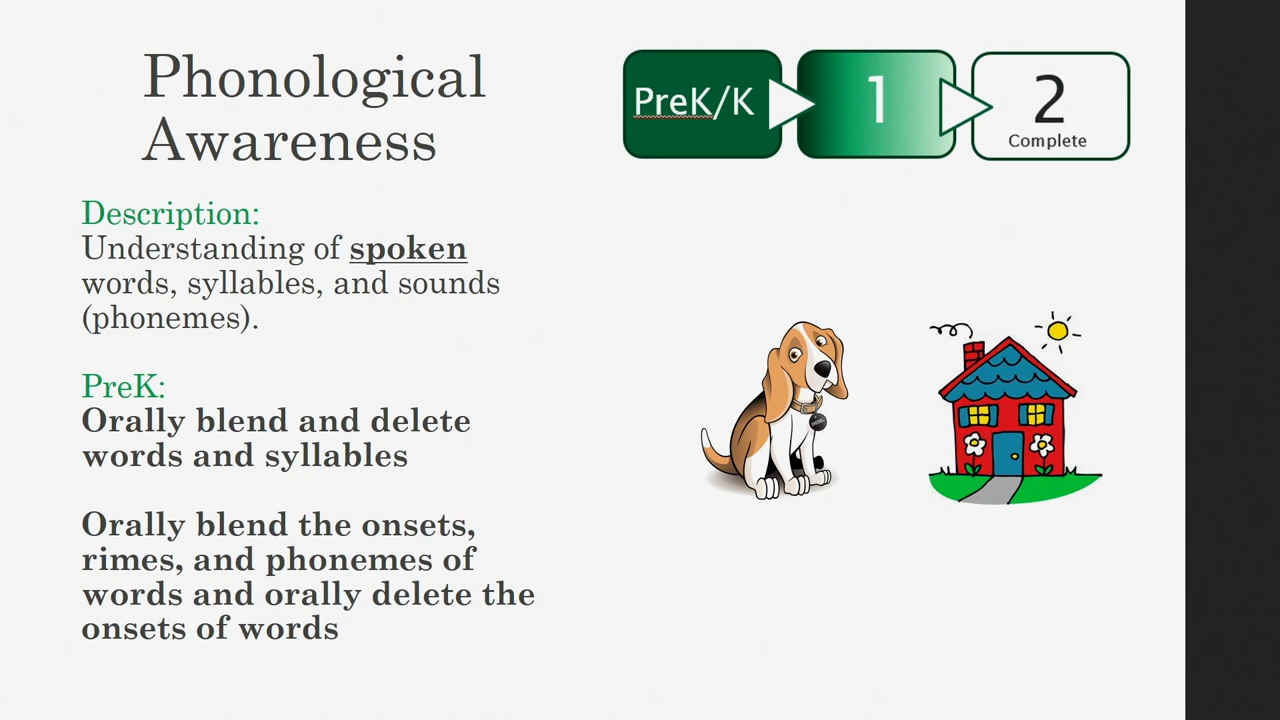 Phonological
Awareness
PreK/K
1
2
Complete
Description:
Understanding of spoken
words, syllables, and sounds
(phonemes).
PreK:
Orally blend and delete
words and syllables
Orally blend the onsets,
rimes, and phonemes of
words and orally delete the
onsets of words